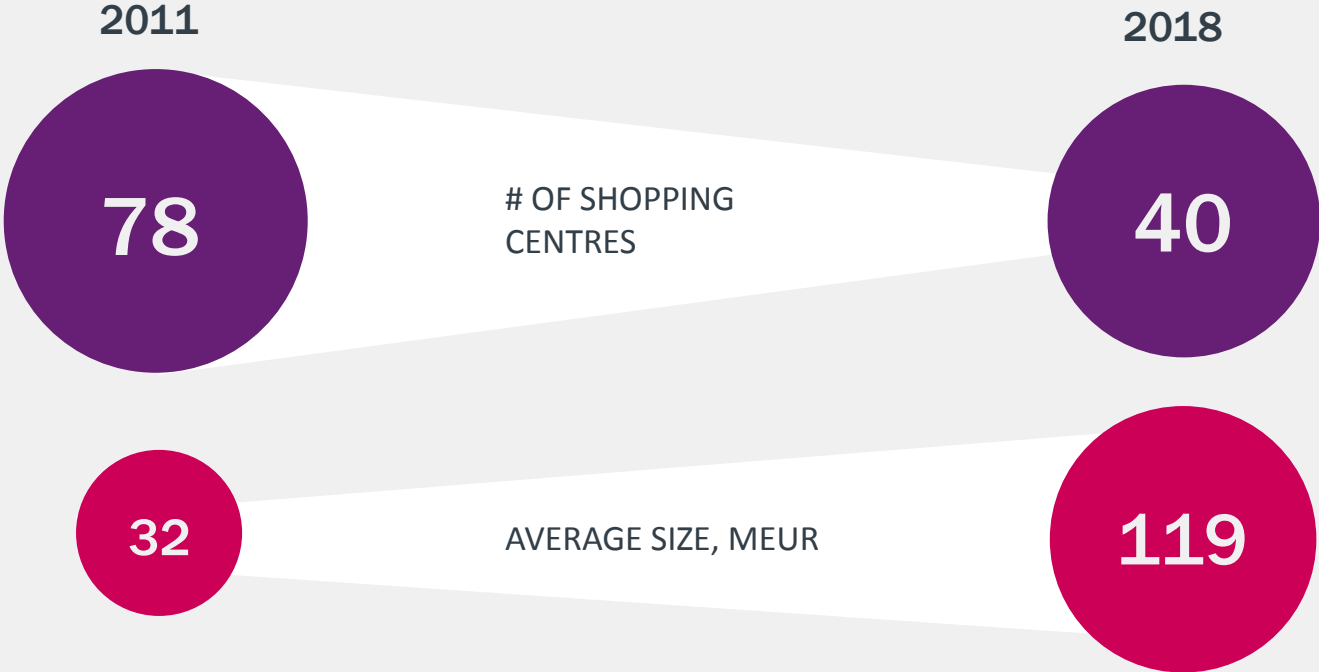 2011
2018
78
# OF SHOPPING
CENTRES
40
32
AVERAGE SIZE, MEUR
119